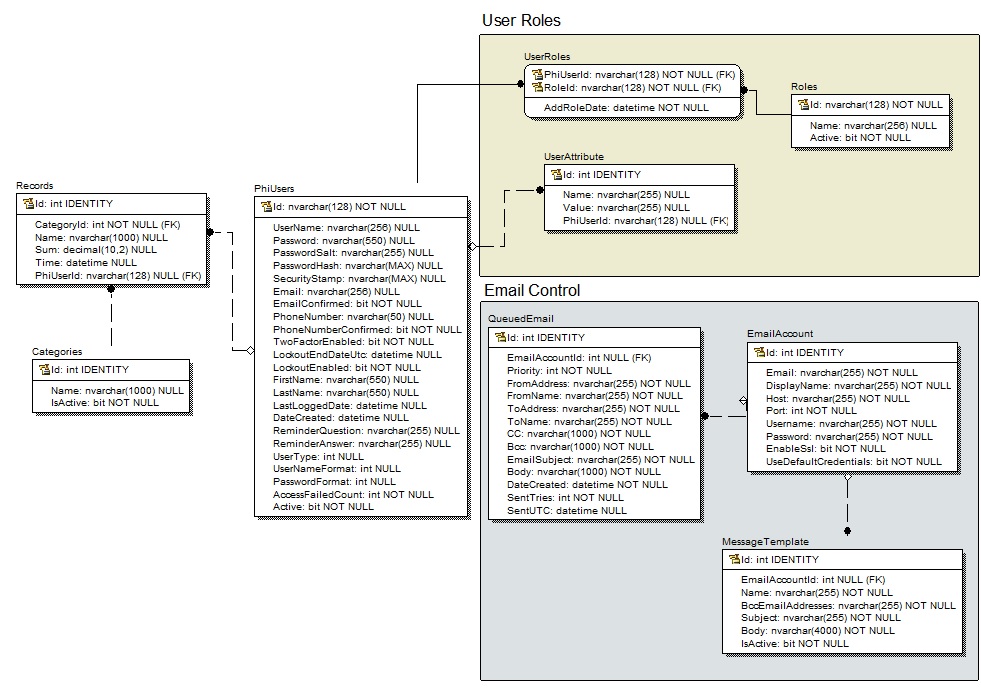 User Roles
UserRoles
PhiUserId: nvarchar(128) NOT NULL (FK)
RoleId: nvarchar(128) NOT NULL (FK)
AddRoleDate: datetime NOT NULL
Roles
Id: nvarchar(128) NOT NULL
Name: nvarchar(256) NULL
Active: bit NOT NULL
UserAttribute
Id: int IDENTITY
Name: nvarchar(255) NULL
Value: nvarchar(255) NULL
PhiUserId: nvarchar(128) NULL (FK)
Records
Id: int IDENTITY
CategoryId: int NOT NULL (FK)
Name: nvarchar(1000) NULL
Sum: decimal(10,2) NULL
Time: datetime NULL
PhiUserId: nvarchar(128) NULL (FK)
Categories
Id: int IDENTITY
Name: nvarchar(1000) NULL
IsActive: bit NOT NULL
PhiUsers
Id: nvarchar(128) NOT NULL
UserName: nvarchar(256) NULL
Password: nvarchar(550) NULL
PasswordSalt: nvarchar(255) NULL
PasswordHash: nvarchar(MAX) NULL
SecurityStamp: nvarchar(MAX) NULL
Email: nvarchar(256) NULL
EmailConfirmed: bit NOT NULL
PhoneNumber: nvarchar(50) NULL
PhoneNumberConfirmed: bit NOT NULL
TwoFactorEnabled: bit NOT NULL
LockoutEndDateUtc: datetime NULL
LockoutEnabled: bit NOT NULL
FirstName: nvarchar(550) NULL
LastName: nvarchar(550) NULL
LastLoggedDate: datetime NULL
DateCreated: datetime NULL
ReminderQuestion: nvarchar(255) NULL
ReminderAnswer: nvarchar(255) NULL
UserType: int NULL
UserNameFormat: int NULL
PasswordFormat: int NULL
AccessFailedCount: int NOT NULL
Active: bit NOT NULL
Email Control
QueuedEmail
Id: int IDENTITY
EmailAccountId: int NULL (FK)
Priority: int NOT NULL
FromAddress: nvarchar(255) NOT NULL
FromName: nvarchar(255) NOT NULL
ToAddress: nvarchar(255) NOT NULL
ToName: nvarchar(255) NOT NULL
CC: nvarchar(1000) NOT NULL
Bcc: nvarchar(1000) NOT NULL
EmailSubject: nvarchar(255) NOT NULL
Body: nvarchar(1000) NOT NULL
DateCreated: datetime NOT NULL
SentTries: int NOT NULL
SentUTC: datetime NULL
EmailAccount
Id: int IDENTITY
Email: nvarchar(255) NOT NULL
DisplayName: nvarchar(255) NOT NULL
Host: nvarchar(255) NOT NULL
Port: int NOT NULL
Username: nvarchar(255) NOT NULL
Password: nvarchar(255) NOT NULL
EnableSsl: bit NOT NULL
UseDefaultCredentials: bit NOT NULL
MessageTemplate
Id: int IDENTITY
EmailAccountId: int NULL (FK)
Name: nvarchar(255) NOT NULL
BccEmailAddresses: nvarchar(255) NOT NULL
Subject: nvarchar(255) NOT NULL
Body: nvarchar(4000) NOT NULL
IsActive: bit NOT NULL